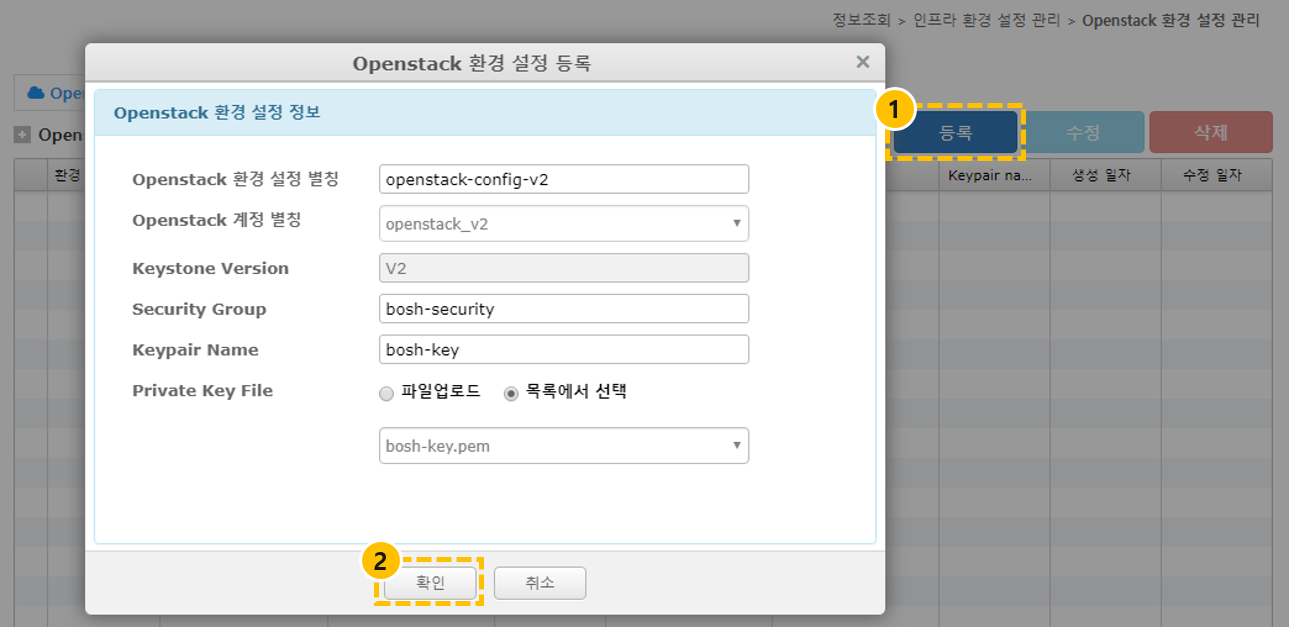 정보조회 > 인프라 환경 설정 관리 > Openstack 환경 설정 관리
Openstack 환경 설정 등록 ×
Ope
Openstack 환경 설정 정보
1
등록 수정 삭제
Open
환경 Keypair na... 생성 일자 수정 일자
Openstack 환경 설정 별칭 openstack-config-v2
Openstack 계정 별칭 openstack_v2
Keystone Version V2
Security Group bosh-security
Keypair Name bosh-key
Private Key File 파일업로드 목록에서 선택
bosh-key.pem
2
확인 취소